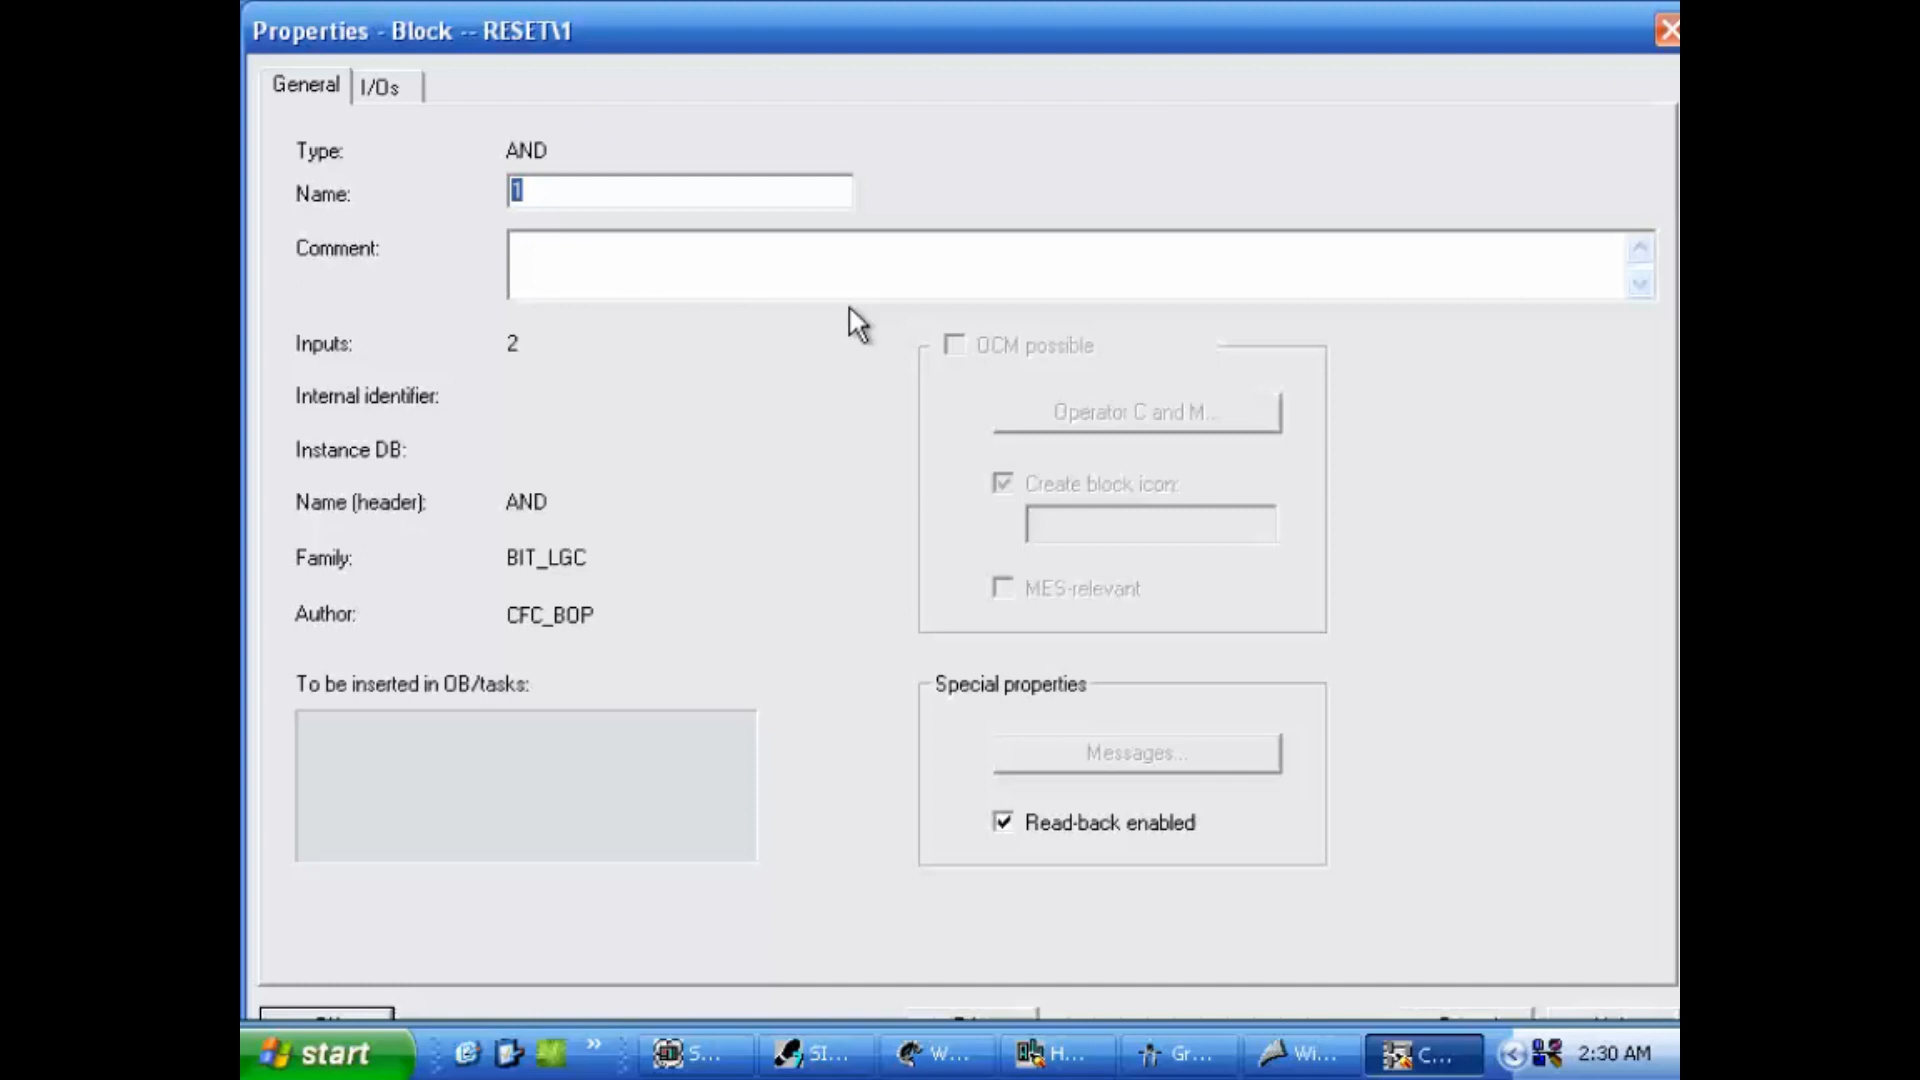 Properties - Block -- RESET\1
General
I/Os
Type: AND
Name: 1
Comment:
Inputs: 2
OCM possible
Internal identifier:
Operator C and M...
Instance DB:
Create block icon:
Name (header): AND
Family: BIT_LGC
MES-relevant
Author: CFC_BOP
To be inserted in OB/tasks:
Special properties
Messages...
Read-back enabled
start
S...
SI...
W...
H...
Gr...
Wi...
C...
2:30 AM